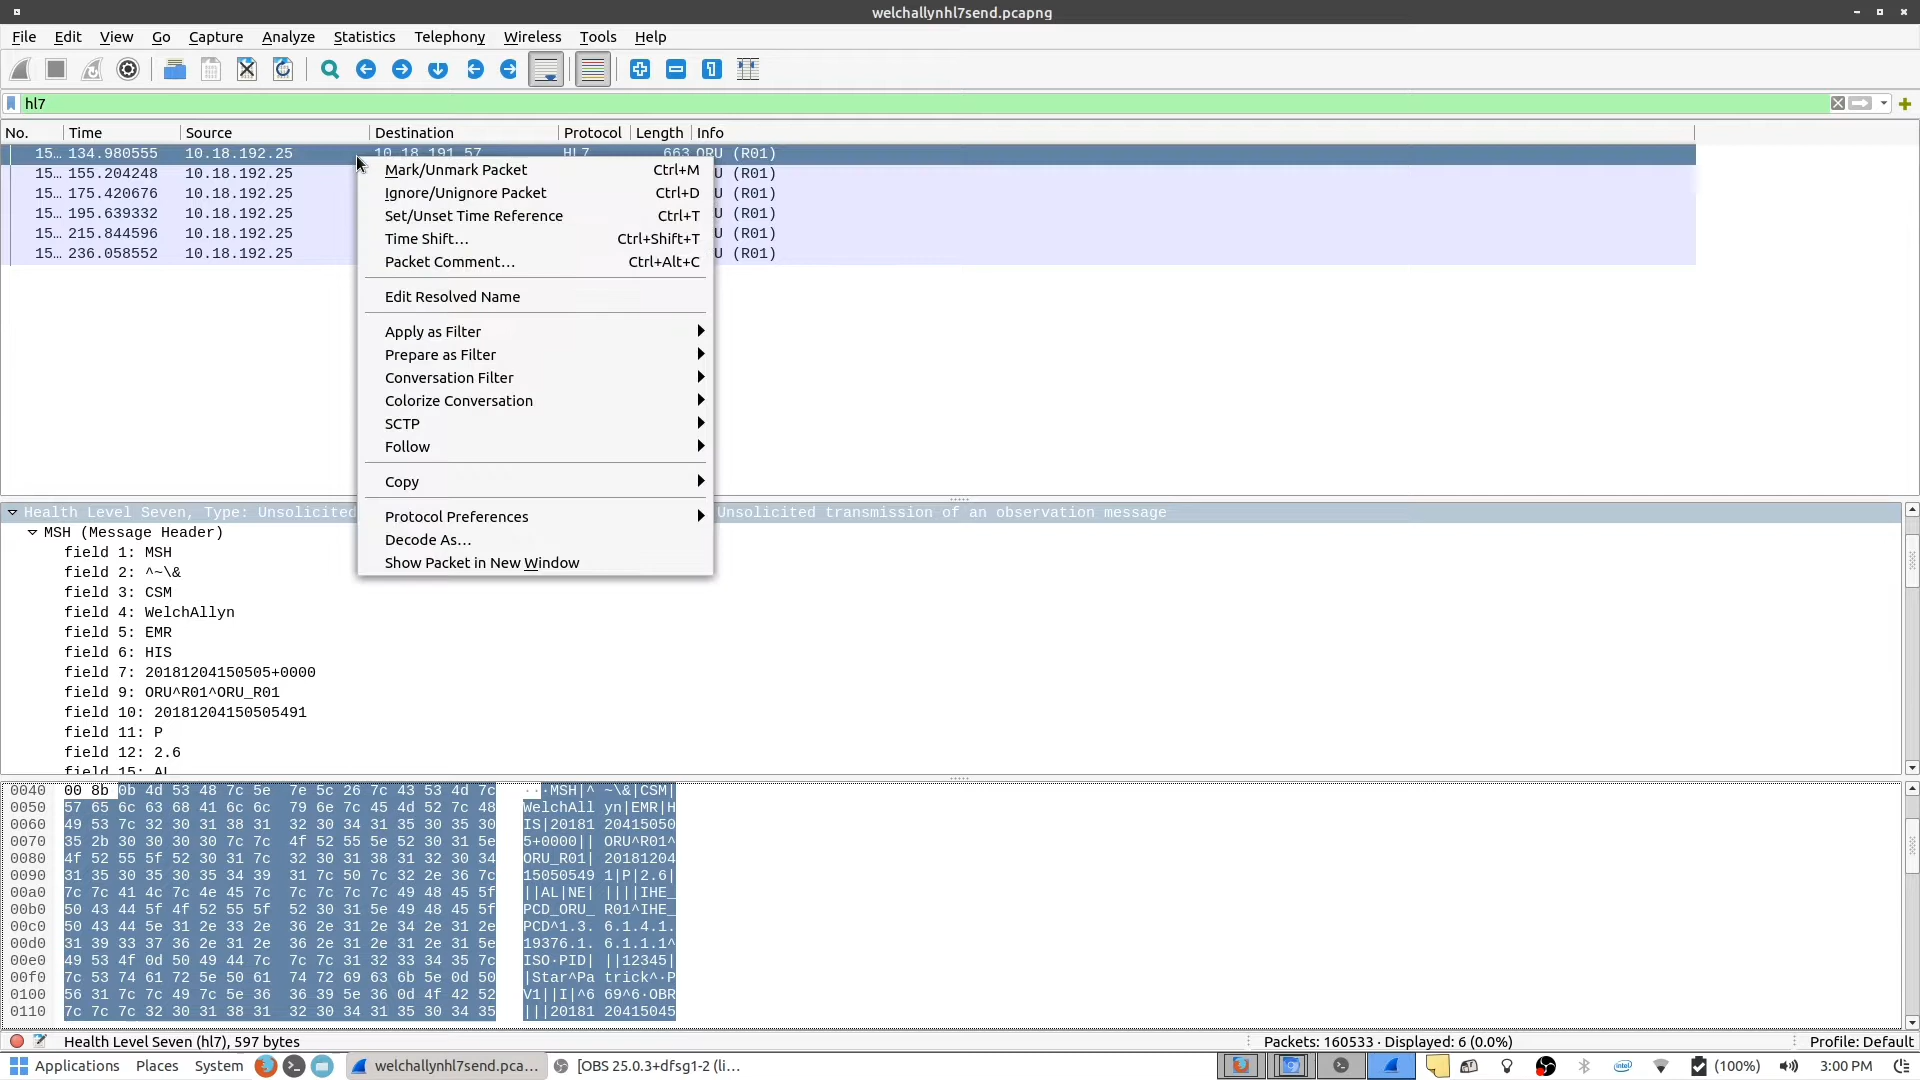 welchallynhl7send.pcapng
File Edit View Go Capture Analyze Statistics Telephony Wireless Tools Help
hl7
No. Time Source Destination Protocol Length Info
15… 134.980555 10.18.192.25 10.18.191.57 HL7 663 ORU (R01)
15… 155.204248 10.18.192.25 U (R01)
15… 175.420676 10.18.192.25 U (R01)
15… 195.639332 10.18.192.25 U (R01)
15… 215.844596 10.18.192.25 U (R01)
15… 236.058552 10.18.192.25 U (R01)
Mark/Unmark Packet Ctrl+M
Ignore/Unignore Packet Ctrl+D
Set/Unset Time Reference Ctrl+T
Time Shift… Ctrl+Shift+T
Packet Comment… Ctrl+Alt+C
Edit Resolved Name
Apply as Filter
Prepare as Filter
Conversation Filter
Colorize Conversation
SCTP
Follow
Copy
Protocol Preferences
Decode As…
Show Packet in New Window
Health Level Seven, Type: Unsolicited Unsolicited transmission of an observation message
MSH (Message Header)
field 1: MSH
field 2: ^~\&
field 3: CSM
field 4: WelchAllyn
field 5: EMR
field 6: HIS
field 7: 20181204150505+0000
field 9: ORU^R01^ORU_R01
field 10: 20181204150505491
field 11: P
field 12: 2.6
field 15: AL
0040 00 8b 0b 4d 53 48 7c 5e 7e 5c 26 7c 43 53 4d 7c ···MSH|^ ~\&|CSM|
0050 57 65 6c 63 68 41 6c 6c 79 6e 7c 45 4d 52 7c 48 WelchAll yn|EMR|H
0060 49 53 7c 32 30 31 38 31 32 30 34 31 35 30 35 30 IS|20181 20415050
0070 35 2b 30 30 30 30 7c 7c 4f 52 55 5e 52 30 31 5e 5+0000|| ORU^R01^
0080 4f 52 55 5f 52 30 31 7c 32 30 31 38 31 32 30 34 ORU_R01| 20181204
0090 31 35 30 35 30 35 34 39 31 7c 50 7c 32 2e 36 7c 15050549 1|P|2.6|
00a0 7c 7c 41 4c 7c 4e 45 7c 7c 7c 7c 7c 49 48 45 5f ||AL|NE| ||||IHE_
00b0 50 43 44 5f 4f 52 55 5f 52 30 31 5e 49 48 45 5f PCD_ORU_ R01^IHE_
00c0 50 43 44 5e 31 2e 33 2e 36 2e 31 2e 34 2e 31 2e PCD^1.3. 6.1.4.1.
00d0 31 39 33 37 36 2e 31 2e 36 2e 31 2e 31 2e 31 5e 19376.1. 6.1.1.1^
00e0 49 53 4f 0d 50 49 44 7c 7c 7c 31 32 33 34 35 7c ISO·PID| ||12345|
00f0 7c 53 74 61 72 5e 50 61 74 72 69 63 6b 5e 0d 50 |Star^Pa trick^·P
0100 56 31 7c 7c 49 7c 5e 36 36 39 5e 36 0d 4f 42 52 V1||I|^6 69^6·OBR
0110 7c 7c 7c 32 30 31 38 31 32 30 34 31 35 30 34 35 |||20181 20415045
Health Level Seven (hl7), 597 bytes Packets: 160533 · Displayed: 6 (0.0%) Profile: Default
Applications Places System welchallynhl7send.pca... [OBS 25.0.3+dfsg1-2 (li... (100%) 3:00 PM